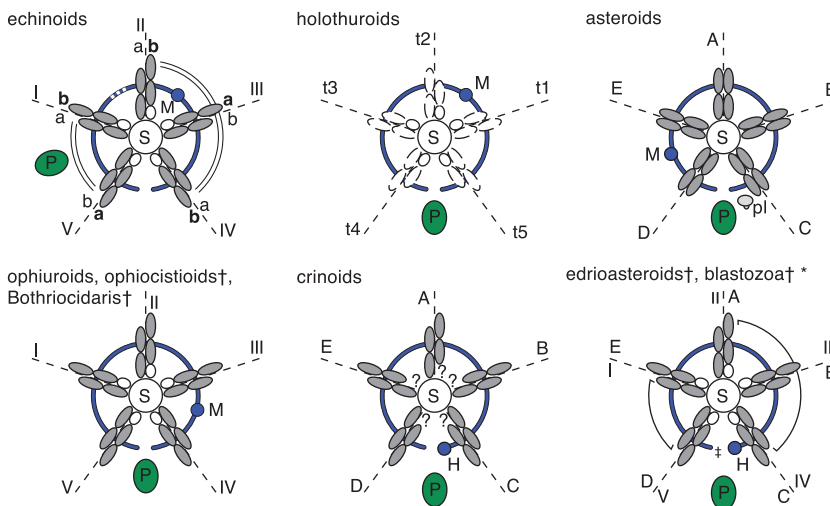 echinoids
II
a b
I
b
a
M
a
b
III
S
P
b
a
V
a
b
IV
holothuroids
t2
t3
M
t1
S
P
t4
t5
asteroids
A
E
B
S
M
P
pl
D
C
ophiuroids, ophiocistioids†,
Bothriocidaris†
II
I
III
S
M
V
P
IV
crinoids
A
E
B
?
?
?
S
?
?
H
D
P
C
edrioasteroids†, blastozoa† *
II A
E
I
S
‡
H
D
V
P
IV
C